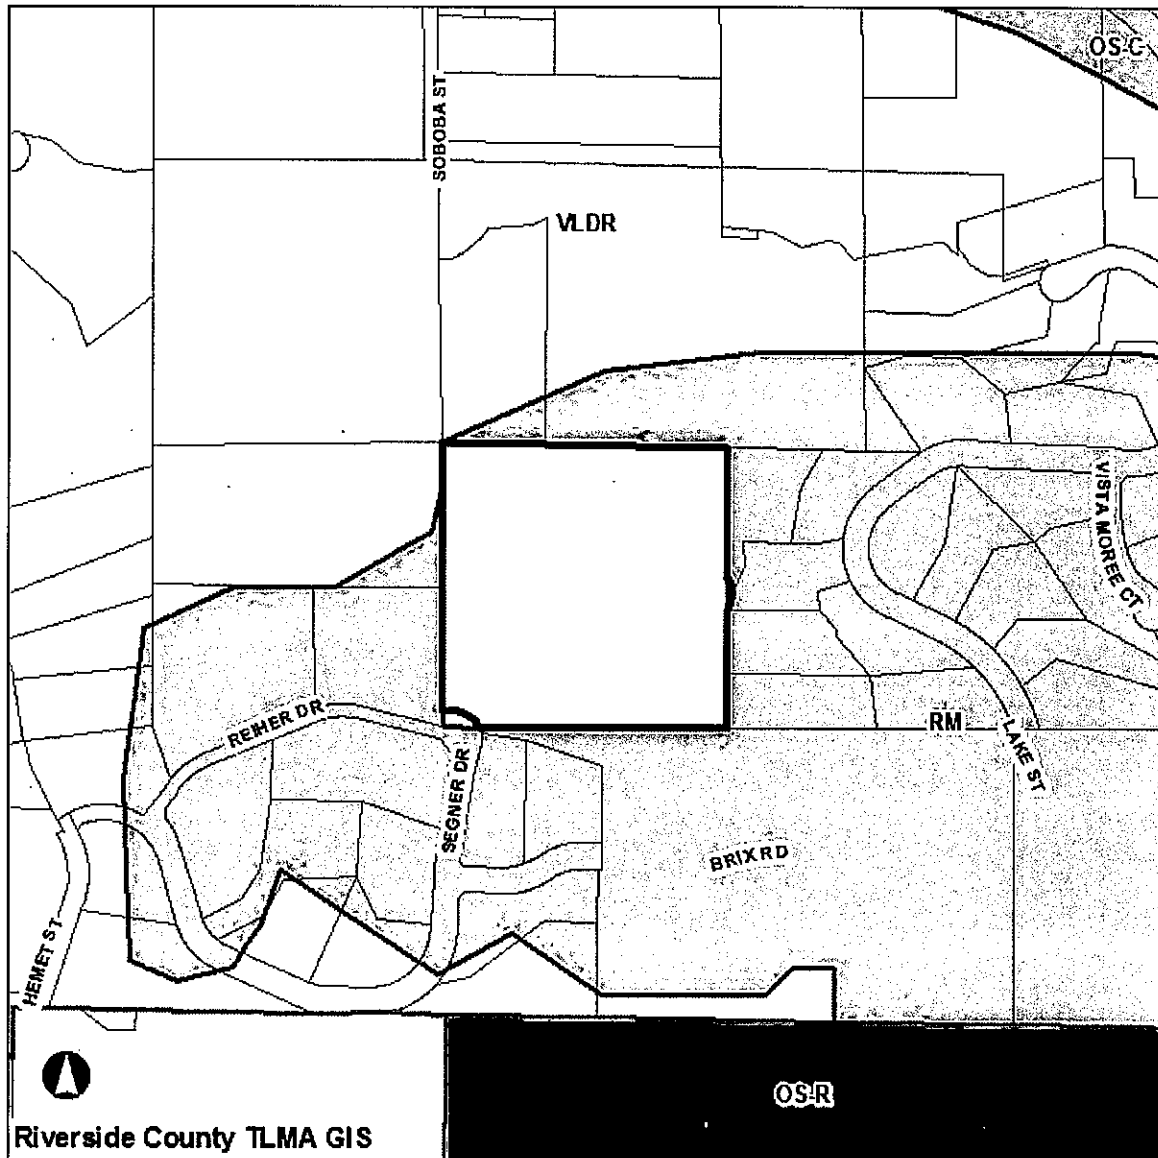 OS-C
SOBOBA ST
VLDR
VISTA MOREE CT
REIHER DR
RM
LAKE ST
SEGNER DR
BRIX RD
HEMET ST
OS-R
Riverside County TLMA GIS